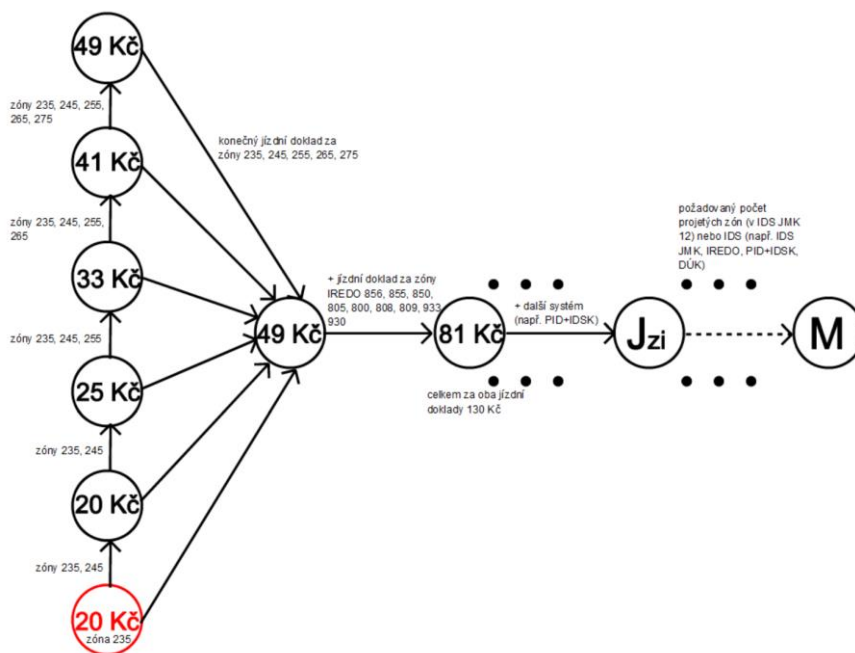 49 Kč
zóny 235, 245, 255,
265, 275
konečný jízdní doklad za
zóny 235, 245, 255, 265, 275
41 Kč
zóny 235, 245, 255,
265
33 Kč
zóny 235, 245, 255
25 Kč
zóny 235, 245
20 Kč
zóny 235, 245
20 Kč
zóna 235
49 Kč
+ jízdní doklad za zóny
IREDO 856, 855, 850,
805, 800, 808, 809, 933,
930
81 Kč
celkem za oba jízdní
doklady 130 Kč
+ další systém
(např. PID+IDSK)
Jzi
požadovaný počet
projetých zón (v IDS JMK
12) nebo IDS (např. IDS
JMK, IREDO, PID+IDSK,
DÚK)
M